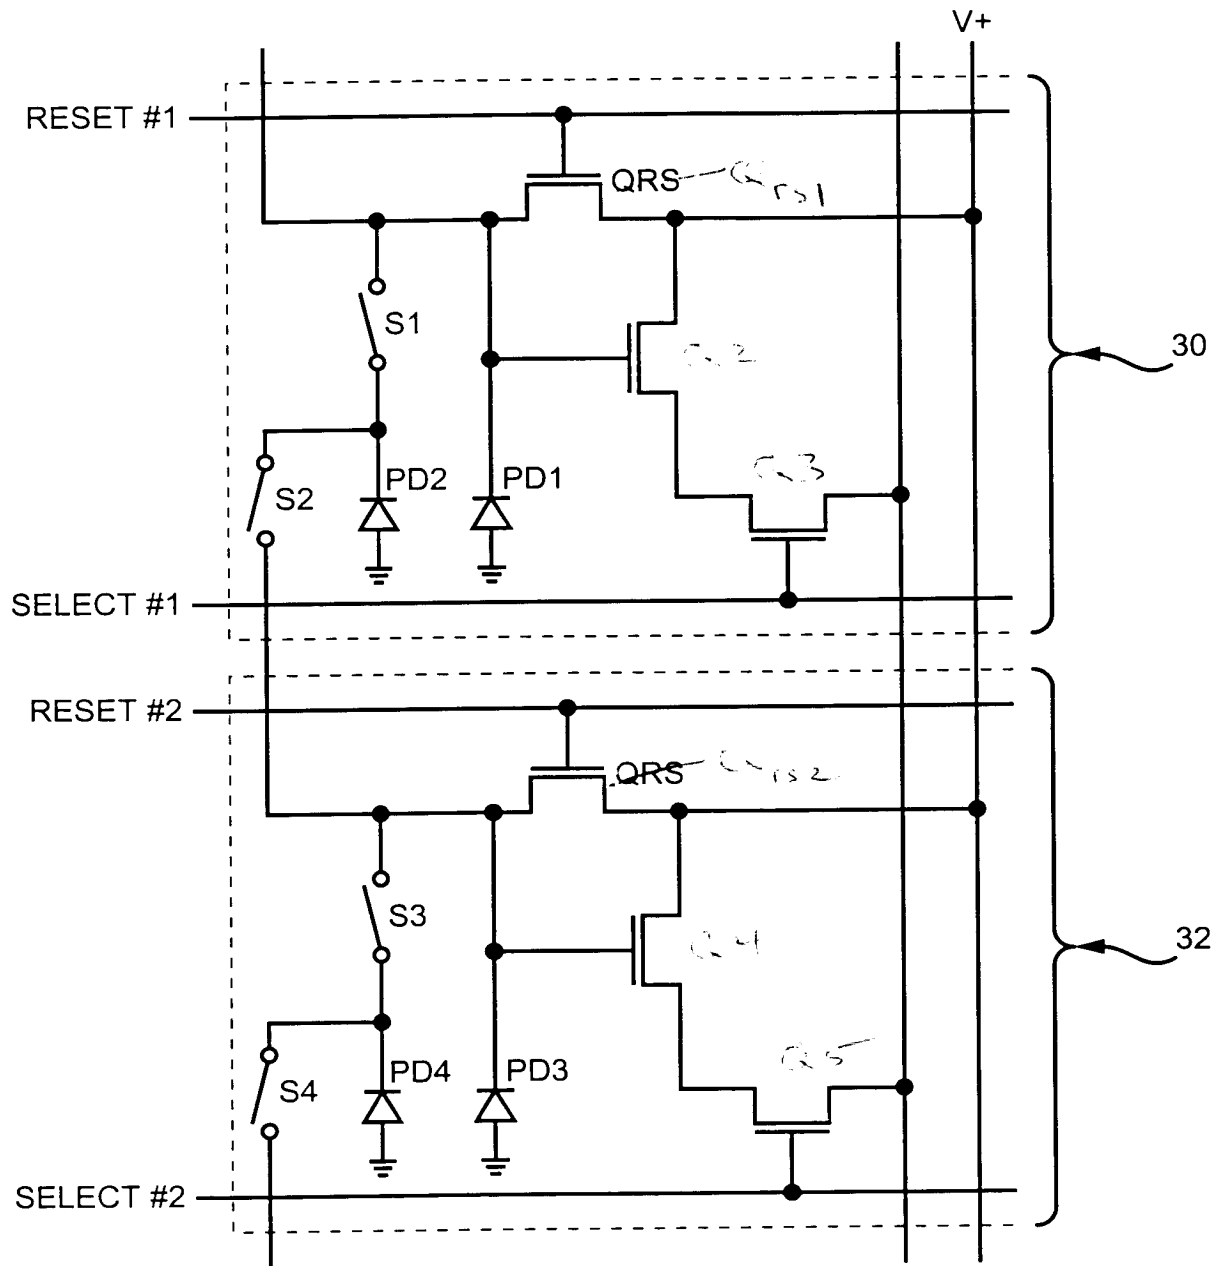 V+
RESET #1
QRS Qrs1
S1
Q2
30
Q3
PD2
PD1
S2
SELECT #1
RESET #2
QRS Qrs2
S3
Q4
32
Q5
PD4
PD3
S4
SELECT #2